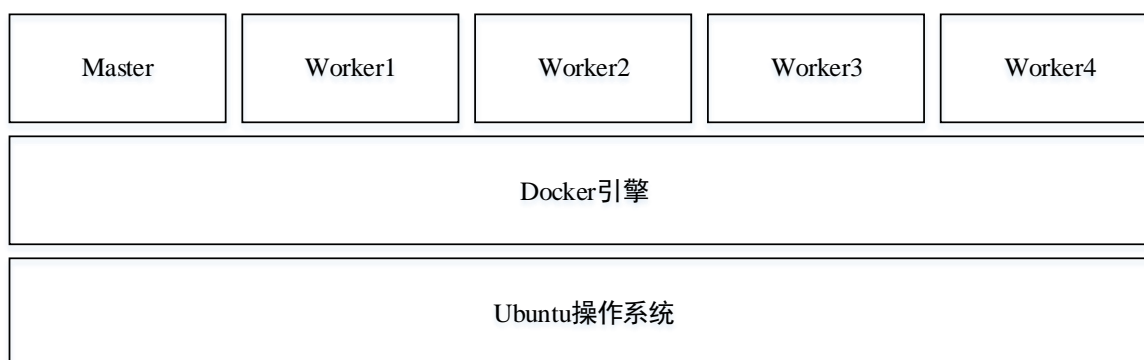 Master
Worker1
Worker2
Worker3
Worker4
Docker引擎
Ubuntu操作系统